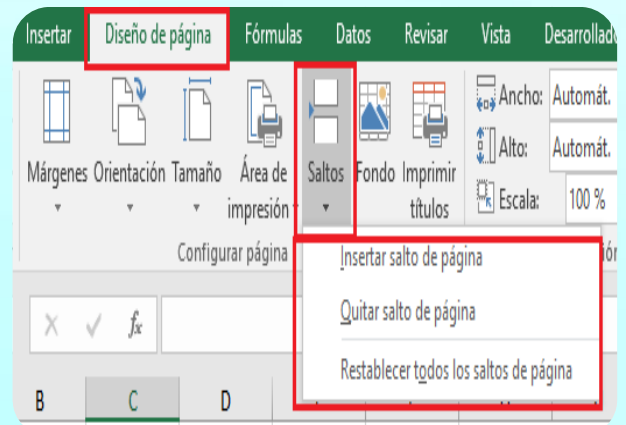 Insertar Diseño de página Fórmulas Datos Revisar Vista
Ancho: Automát.
Alto: Automát.
Escala: 100 %
Márgenes Orientación Tamaño Área de impresión Saltos Fondo Imprimir títulos
Configurar página
Insertar salto de página
Quitar salto de página
Restablecer todos los saltos de página
fx
B C D